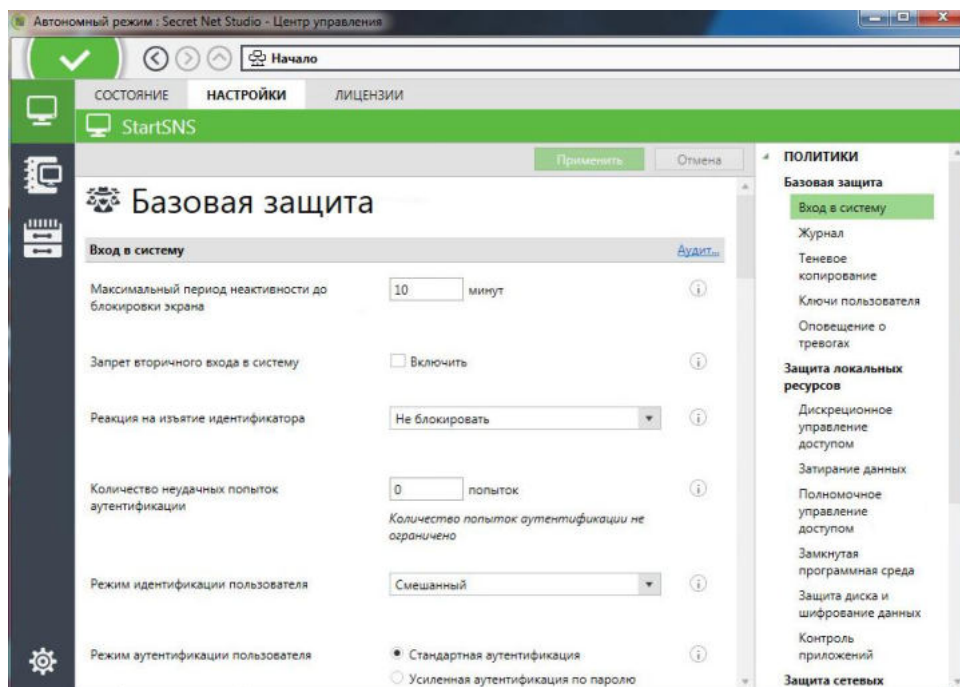 Автономный режим : Secret Net Studio - Центр управления
Начало
СОСТОЯНИЕ НАСТРОЙКИ ЛИЦЕНЗИИ
StartSNS
Применить Отмена
Базовая защита
Вход в систему Аудит...
Максимальный период неактивности до
блокировки экрана
10 минут
Запрет вторичного входа в систему
Включить
Реакция на изъятие идентификатора
Не блокировать
Количество неудачных попыток
аутентификации
0 попыток
Количество попыток аутентификации не
ограничено
Режим идентификации пользователя
Смешанный
Режим аутентификации пользователя
Стандартная аутентификация
Усиленная аутентификация по паролю
ПОЛИТИКИ
Базовая защита
Вход в систему
Журнал
Теневое
копирование
Ключи пользователя
Оповещение о
тревогах
Защита локальных
ресурсов
Дискреционное
управление
доступом
Затирание данных
Полномочное
управление
доступом
Замкнутая
программная среда
Защита диска и
шифрование данных
Контроль
приложений
Защита сетевых